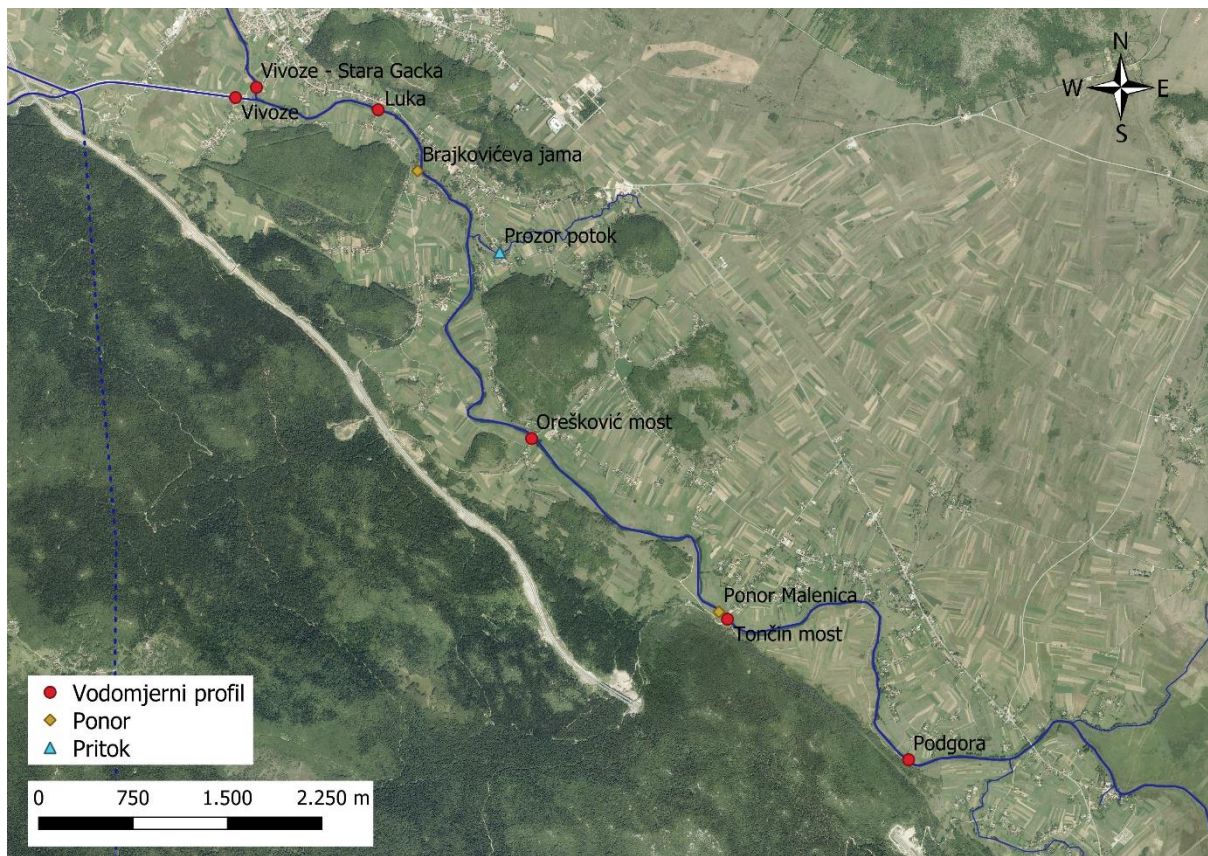 N
W E
S
Vivoze - Stara Gacka
Vivoze
Luka
Brajkovićeva jama
Prozor potok
Orešković most
Ponor Malenica
Tončin most
Podgora
Vodomjerni profil
Ponor
Pritok
0 750 1.500 2.250 m